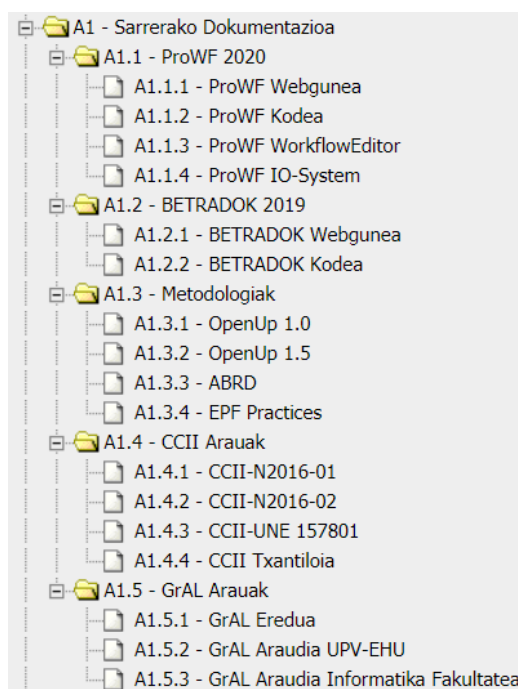 A1 - Sarrerako Dokumentazioa
A1.1 - ProWF 2020
A1.1.1 - ProWF Webgunea
A1.1.2 - ProWF Kodea
A1.1.3 - ProWF WorkflowEditor
A1.1.4 - ProWF IO-System
A1.2 - BETRADOK 2019
A1.2.1 - BETRADOK Webgunea
A1.2.2 - BETRADOK Kodea
A1.3 - Metodologiak
A1.3.1 - OpenUp 1.0
A1.3.2 - OpenUp 1.5
A1.3.3 - ABRD
A1.3.4 - EPF Practices
A1.4 - CCII Arauak
A1.4.1 - CCII-N2016-01
A1.4.2 - CCII-N2016-02
A1.4.3 - CCII-UNE 157801
A1.4.4 - CCII Txantiloia
A1.5 - GrAL Arauak
A1.5.1 - GrAL Eredua
A1.5.2 - GrAL Araudia UPV-EHU
A1.5.3 - GrAL Araudia Informatika Fakultatea